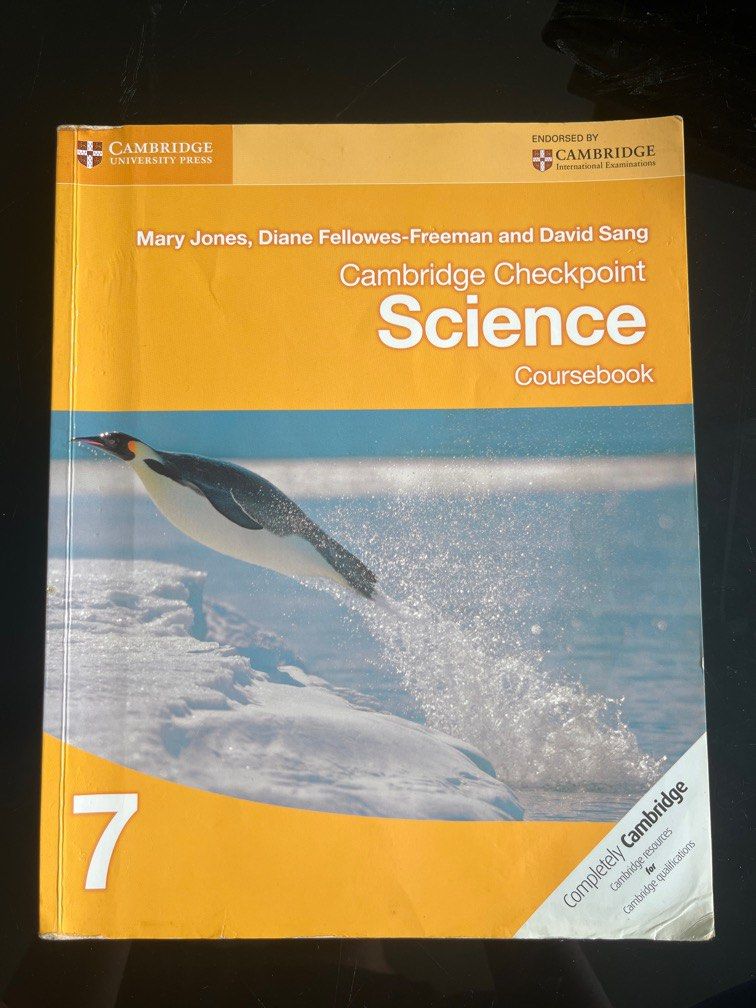 CAMBRIDGE
UNIVERSITY PRESS
ENDORSED BY
CAMBRIDGE
International Examinations
Mary Jones, Diane Fellowes-Freeman and David Sang
Cambridge Checkpoint
Science
Coursebook
7
Completely Cambridge
Cambridge resources
for
Cambridge qualifications